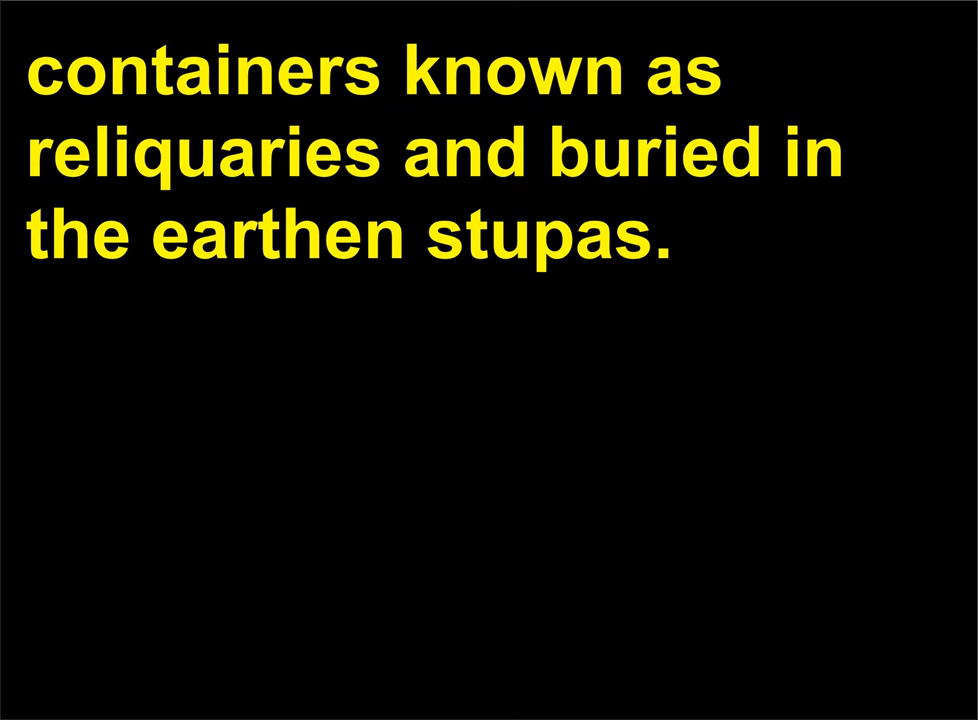 containers known as
reliquaries and buried in
the earthen stupas.